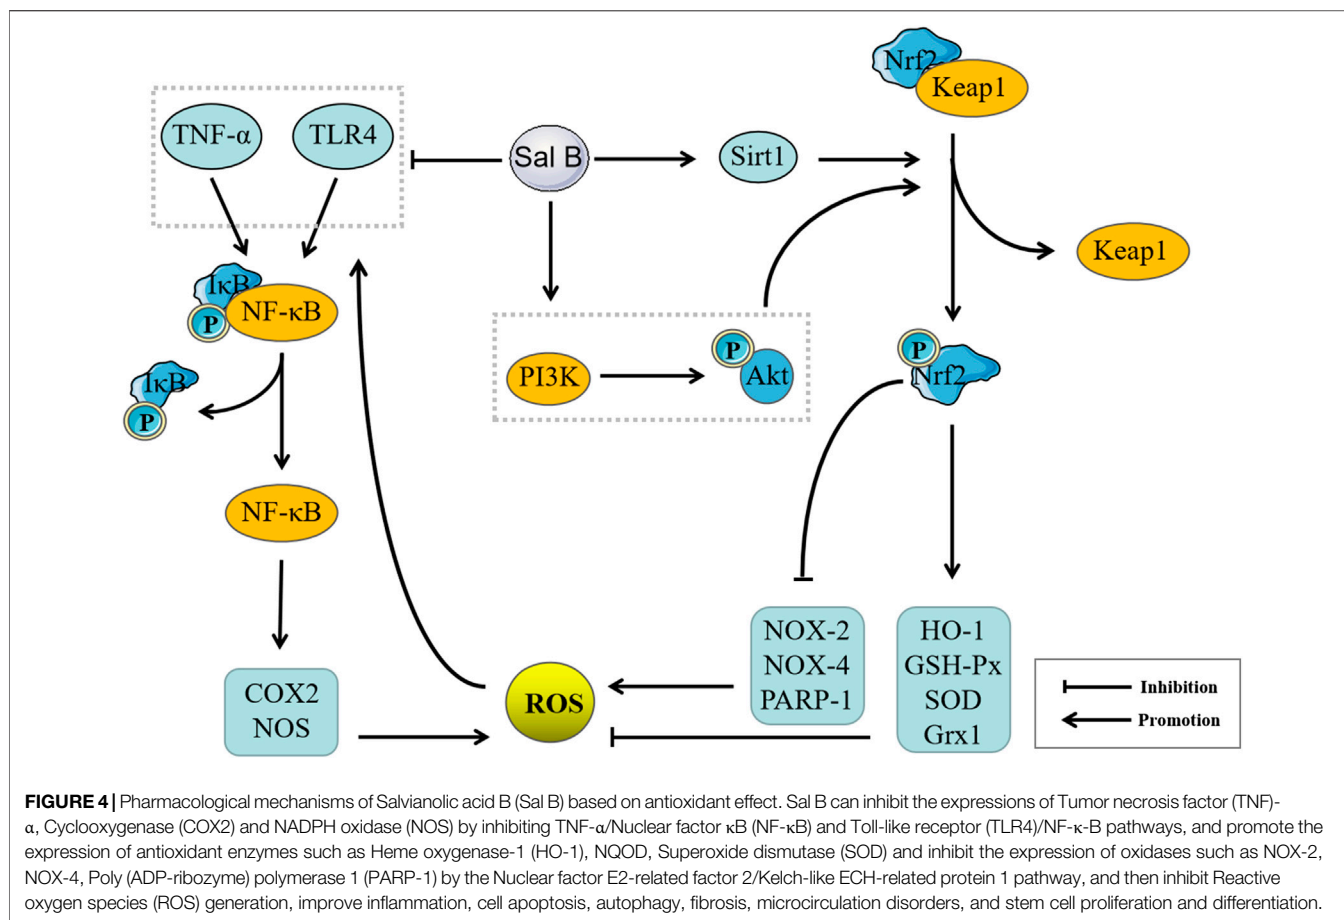 Nrf2
Keap1
TNF-α
TLR4
Sal B
Sirt1
Keap1
IκB
P
NF-κB
IκB
P
PI3K
P
Akt
P
Nrf2
NF-κB
COX2
NOS
ROS
NOX-2
NOX-4
PARP-1
HO-1
GSH-Px
SOD
Grx1
Inhibition
Promotion
FIGURE 4 | Pharmacological mechanisms of Salvianolic acid B (Sal B) based on antioxidant effect. Sal B can inhibit the expressions of Tumor necrosis factor (TNF)-
α, Cyclooxygenase (COX2) and NADPH oxidase (NOS) by inhibiting TNF-α/Nuclear factor κB (NF-κB) and Toll-like receptor (TLR4)/NF-κ-B pathways, and promote the
expression of antioxidant enzymes such as Heme oxygenase-1 (HO-1), NQOD, Superoxide dismutase (SOD) and inhibit the expression of oxidases such as NOX-2,
NOX-4, Poly (ADP-ribozyme) polymerase 1 (PARP-1) by the Nuclear factor E2-related factor 2/Kelch-like ECH-related protein 1 pathway, and then inhibit Reactive
oxygen species (ROS) generation, improve inflammation, cell apoptosis, autophagy, fibrosis, microcirculation disorders, and stem cell proliferation and differentiation.